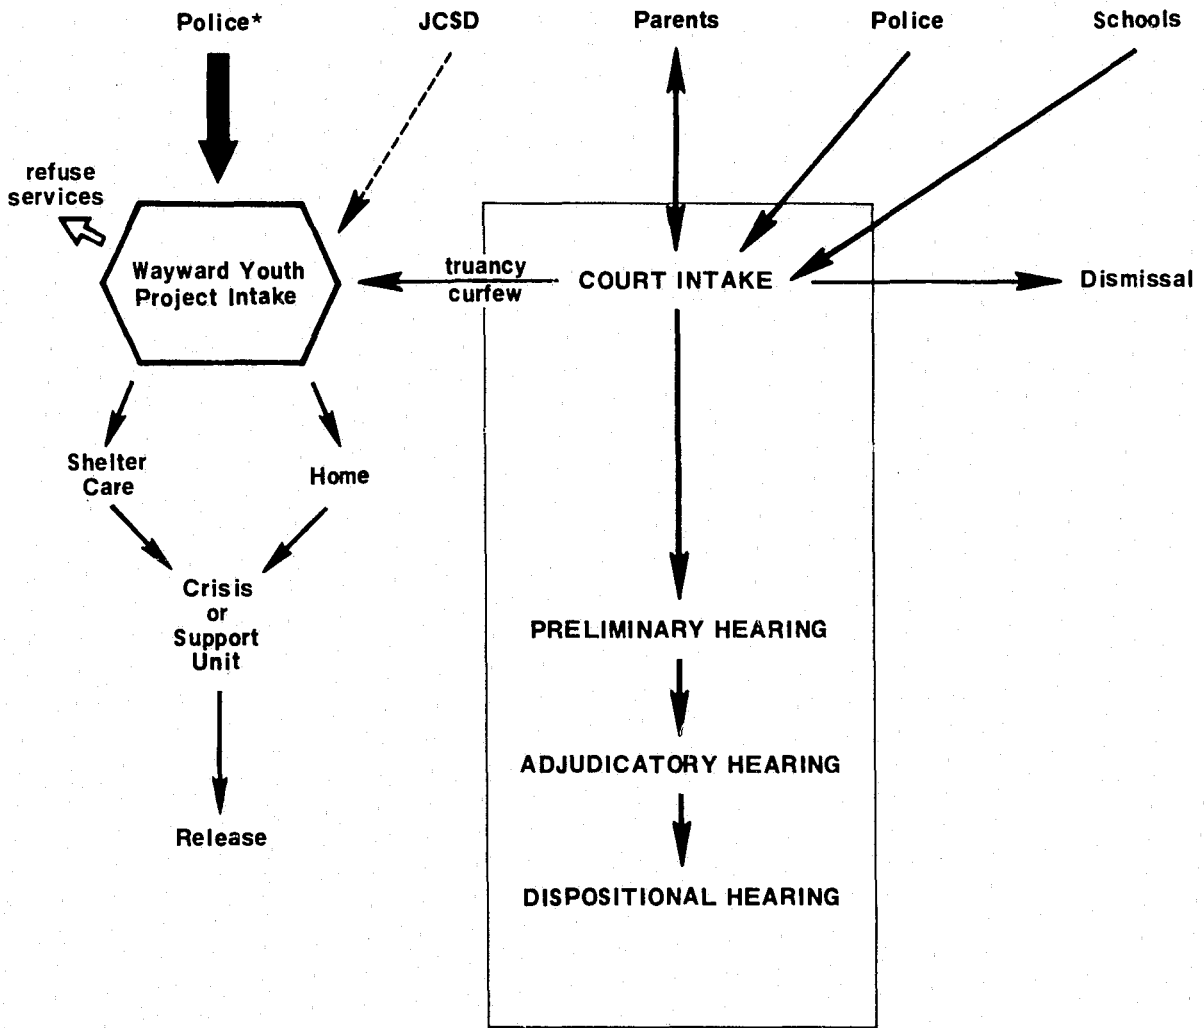 Police*
JCSD
Parents
Police
Schools
refuse
services
Wayward Youth
Project Intake
truancy
curfew
COURT INTAKE
Dismissal
Shelter
Care
Home
Crisis
or
Support
Unit
PRELIMINARY HEARING
ADJUDICATORY HEARING
Release
DISPOSITIONAL HEARING